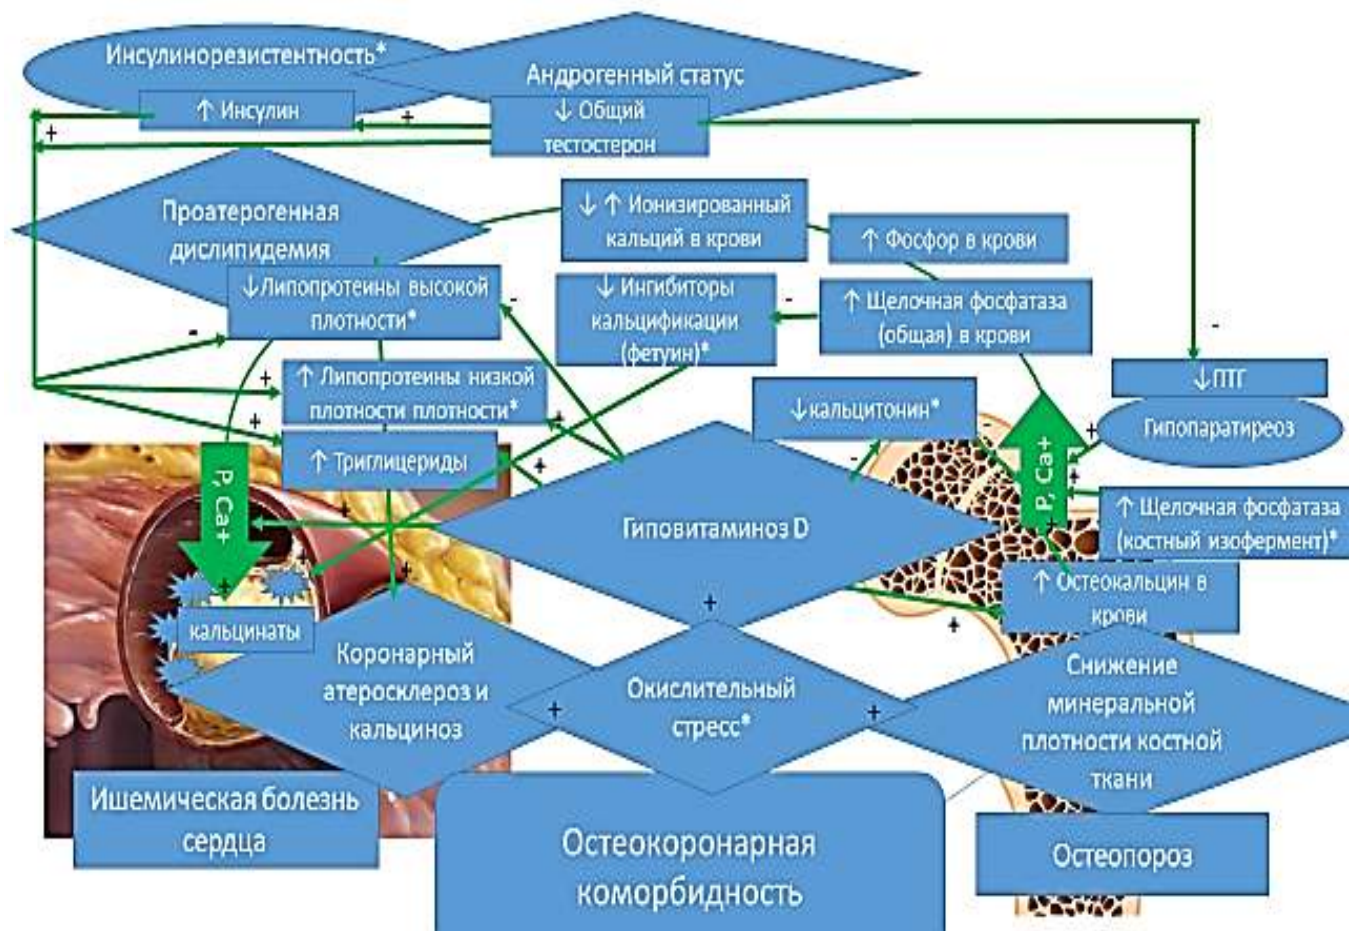 Инсулинорезистентность*
↑ Инсулин
Андрогенный статус
↓ Общий
тестостерон
+
+
Проатерогенная
дислипидемия
↓Липопротеины высокой
плотности*
↓ ↑ Ионизированный
кальций в крови
↑ Фосфор в крови
↓ Ингибиторы
кальцификации
(фетуин)*
-
↑ Щелочная фосфатаза
(общая) в крови
-
-
-
+
↑ Липопротеины низкой
плотности плотности*
+
↑ Триглицериды
↓ПТГ
Гипопаратиреоз
↓кальцитонин*
+
+
-
-
+
+
P, Ca+
P, Ca+
Гиповитаминоз D
↑ Щелочная фосфатаза
(костный изофермент)*
+
+
+
+
+
↑ Остеокальцин в
крови
+
+
кальцинаты
Коронарный
атеросклероз и
кальциноз
+
Окислительный
стресс*
+
Снижение
минеральной
плотности костной
ткани
Ишемическая болезнь
сердца
Остеокоронарная
коморбидность
Остеопороз